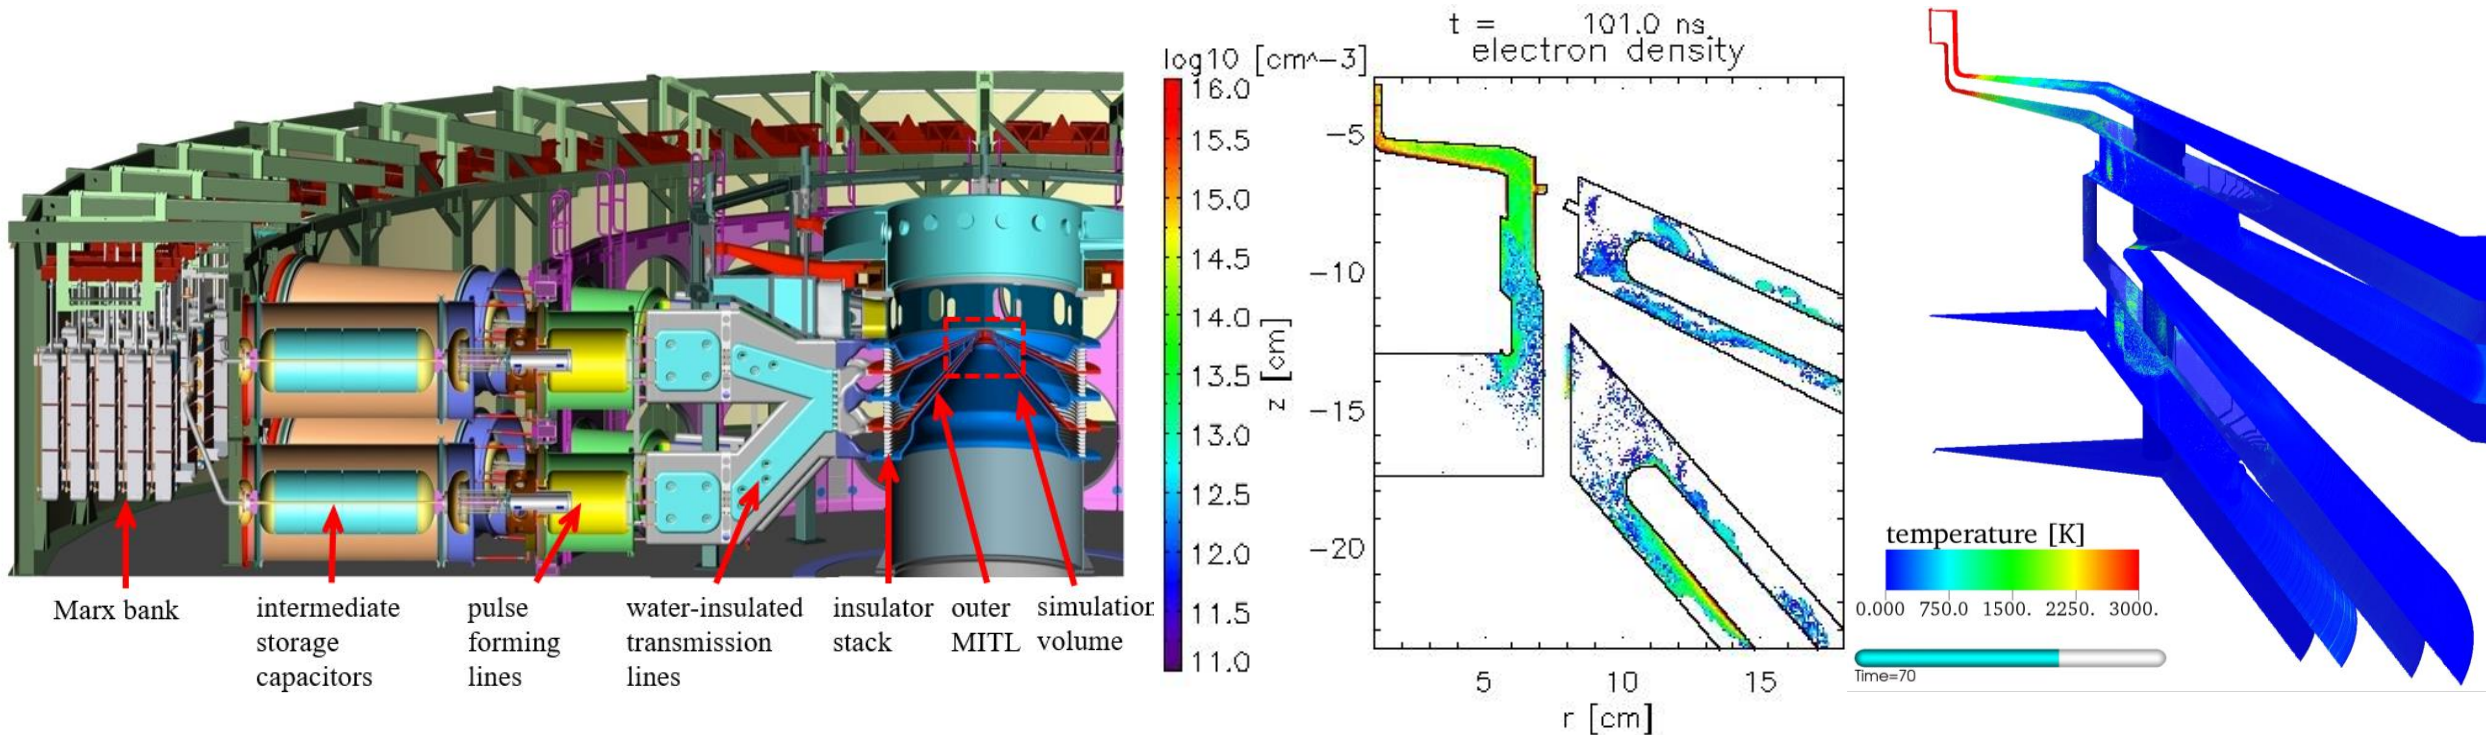 Marx bank
intermediate
storage
capacitors
pulse
forming
lines
water-insulated
transmission
lines
insulator
stack
outer
MITL
simulation
volume
t = 101.0 ns.
electron density
log10 [cm^-3]
16.0
15.5
15.0
14.5
14.0
13.5
13.0
12.5
12.0
11.5
11.0
z [cm]
-5
-10
-15
-20
5 10 15
r [cm]
temperature [K]
0.000 750.0 1500. 2250. 3000.
Time=70